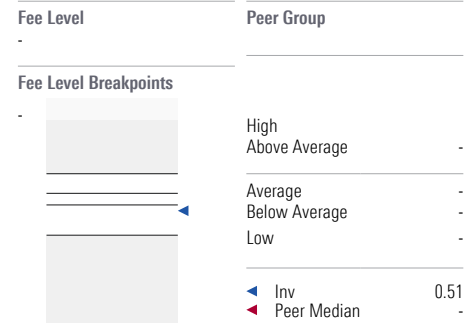 Fee Level
-
Peer Group
Fee Level Breakpoints
-
High
Above Average -
Average -
Below Average -
Low -
Inv 0.51
Peer Median -